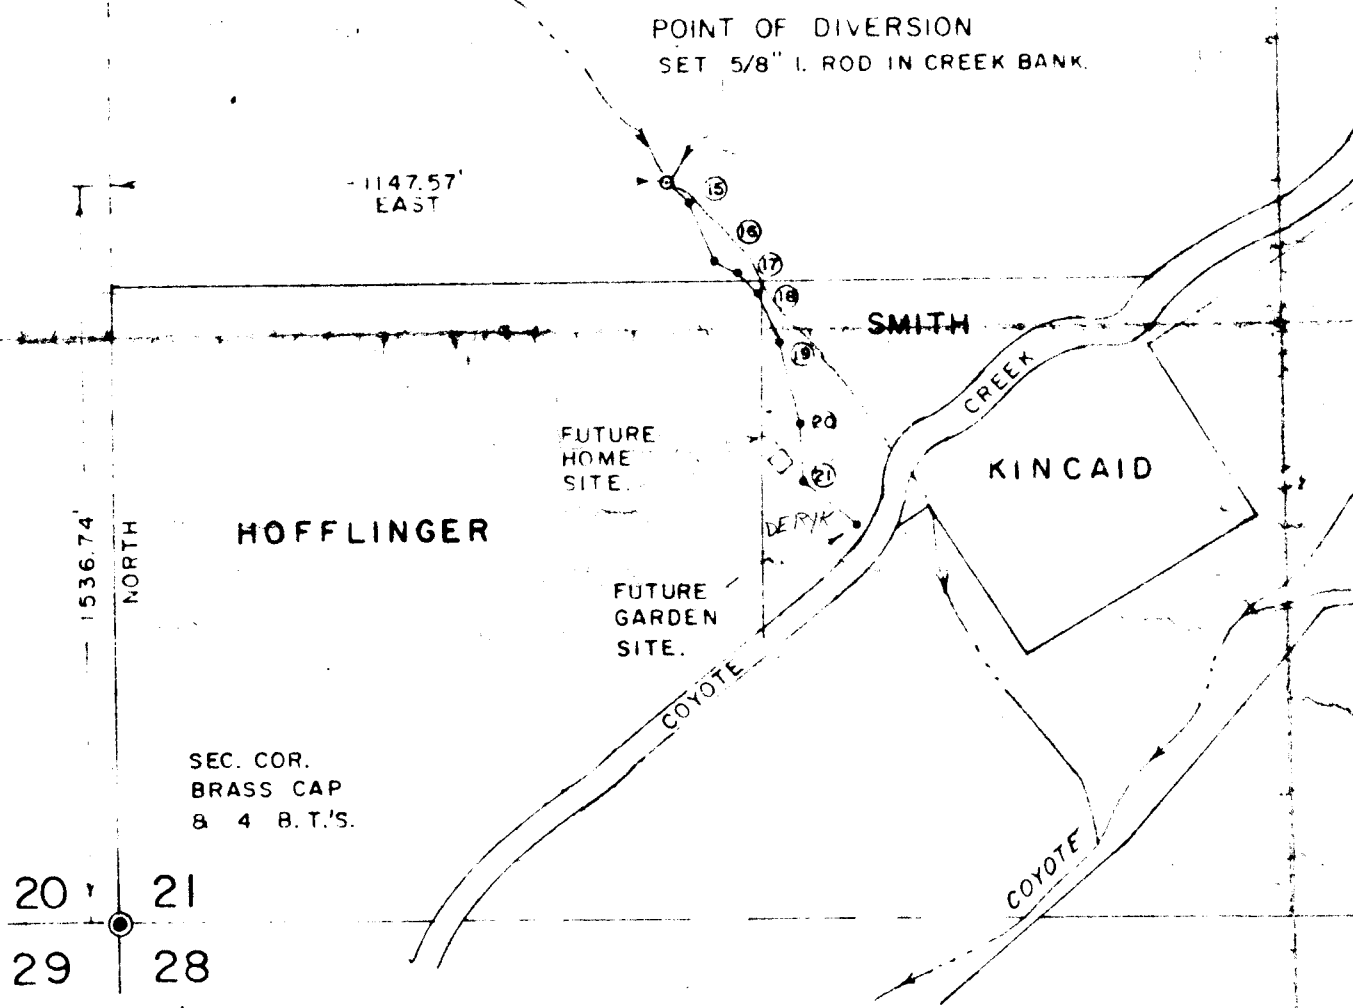 POINT OF DIVERSION
SET 5/8" I. ROD IN CREEK BANK.
1147.57'
EAST
15
16
17
18
SMITH
19
CREEK
20
FUTURE
HOME
SITE.
KINCAID
21
DERYK
HOFFLINGER
1536.74'
NORTH
FUTURE
GARDEN
SITE.
COYOTE
SEC. COR.
BRASS CAP
& 4 B.T.'S.
COYOTE
20 21
29 28